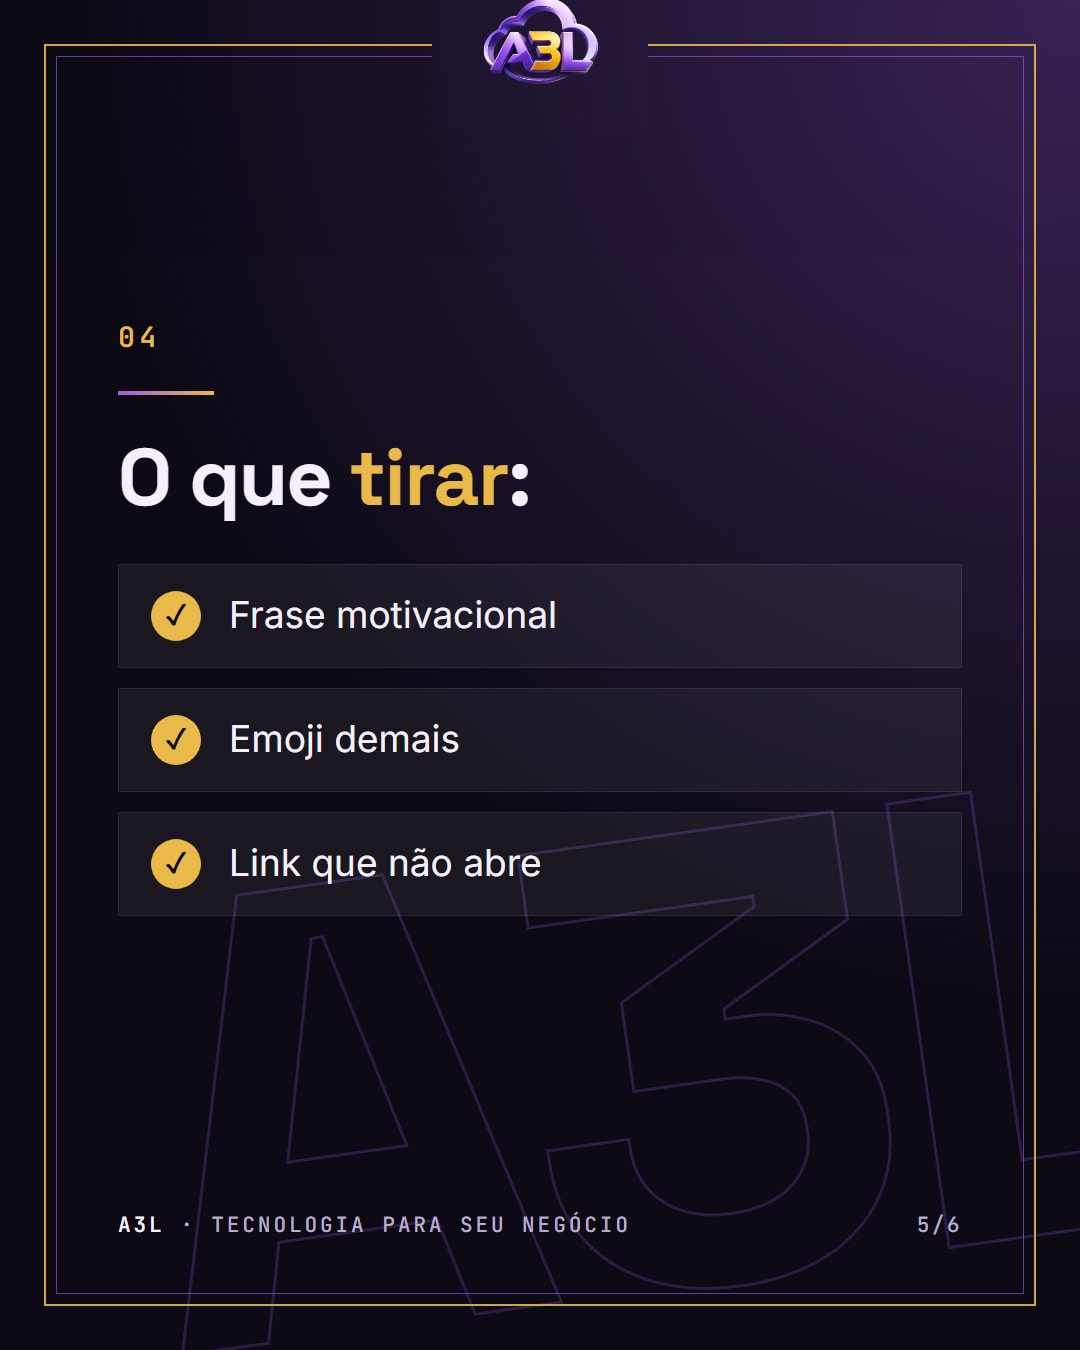 A3L
04
O que tirar:
✓ Frase motivacional
✓ Emoji demais
✓ Link que não abre
A3L
A3L · TECNOLOGIA PARA SEU NEGÓCIO 5/6